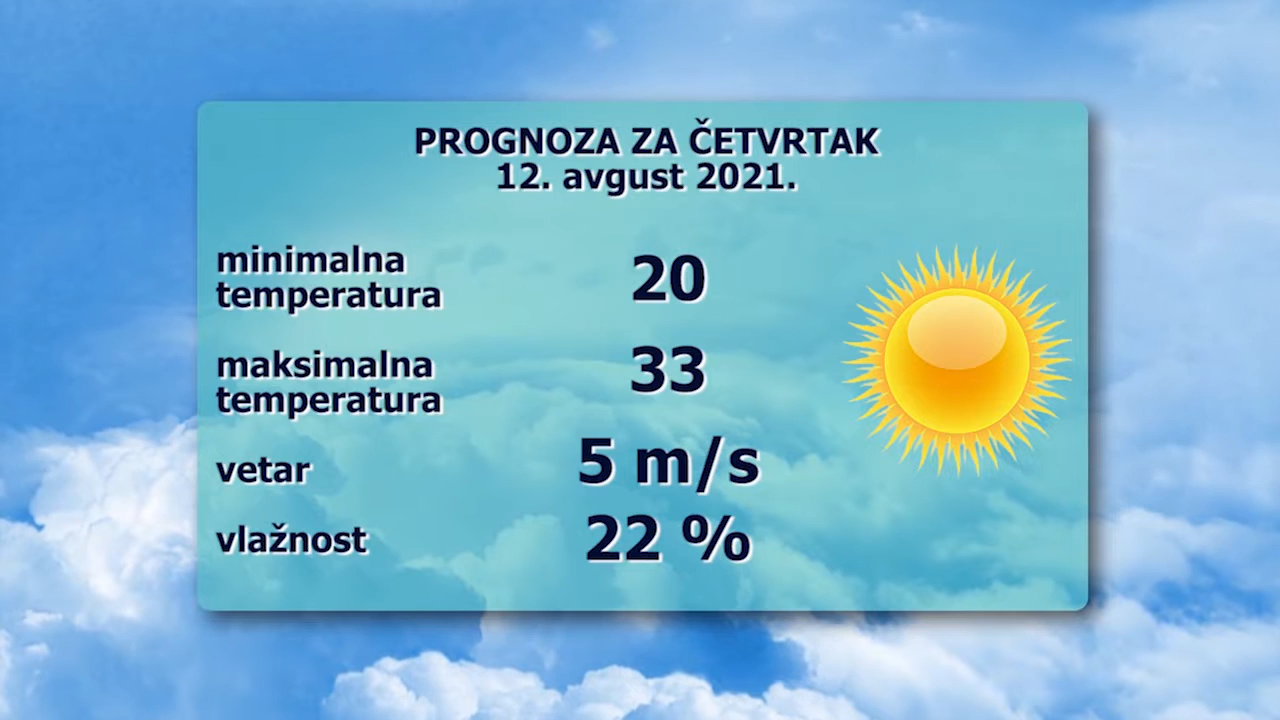 PROGNOZA ZA ČETVRTAK
12. avgust 2021.
minimalna
temperatura
20
maksimalna
temperatura
33
vetar
5 m/s
vlažnost
22 %